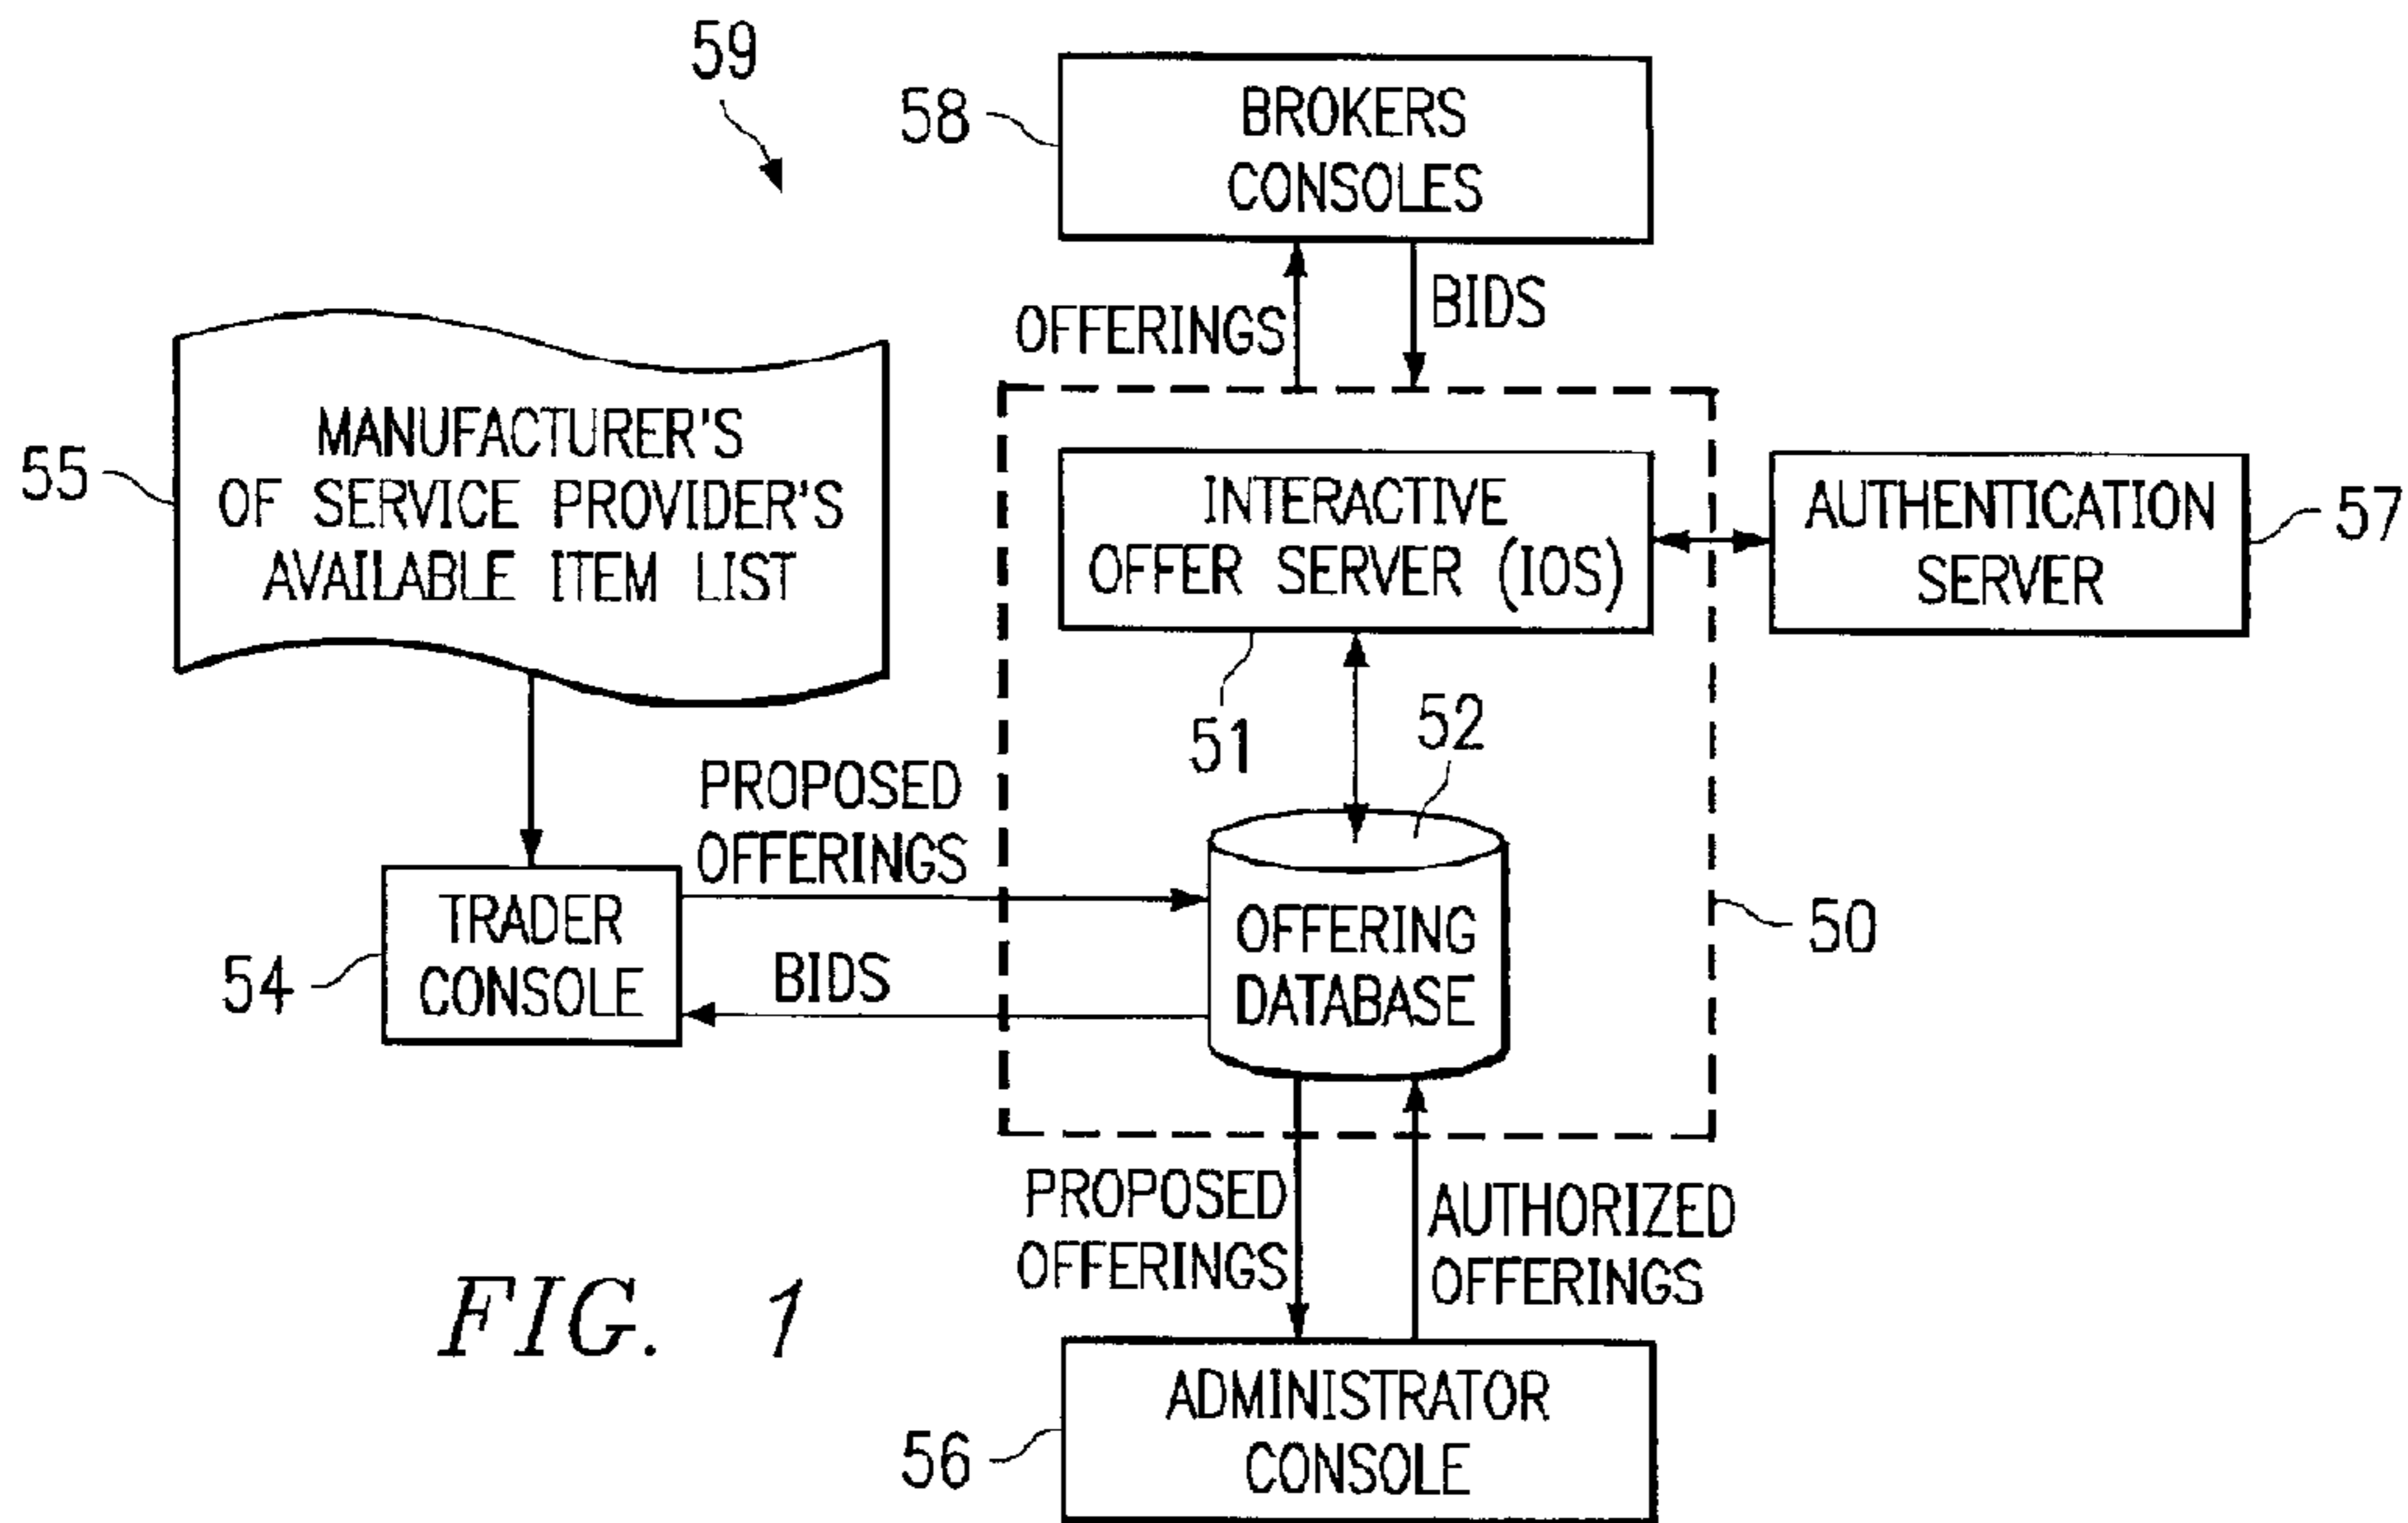 59
58
BROKERS
CONSOLES
OFFERINGS
BIDS
55
MANUFACTURER'S
OF SERVICE PROVIDER'S
AVAILABLE ITEM LIST
INTERACTIVE
OFFER SERVER (IOS)
AUTHENTICATION
SERVER
57
51
52
PROPOSED
OFFERINGS
54
TRADER
CONSOLE
BIDS
OFFERING
DATABASE
50
PROPOSED
OFFERINGS
AUTHORIZED
OFFERINGS
FIG. 1
56
ADMINISTRATOR
CONSOLE